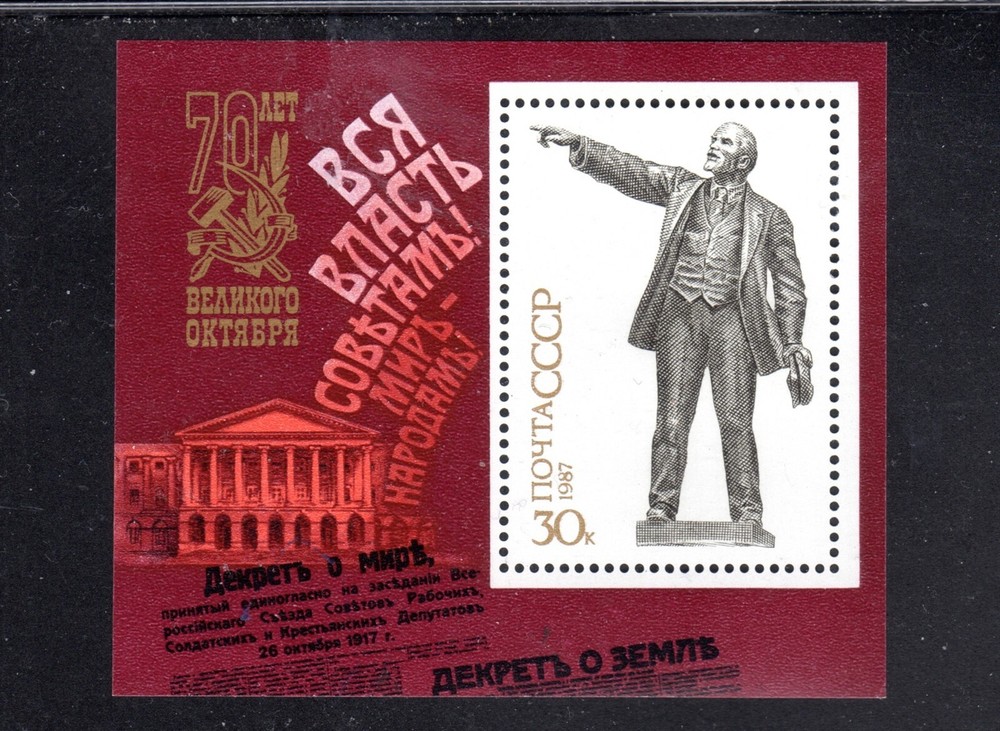 70 ЛЕТ
ВЕЛИКОГО
ОКТЯБРЯ
ВСЯ
ВЛАСТЬ
СОВѢТАМЪ!
МИРЪ –
НАРОДАМЪ!
ПОЧТА СССР
1987
30 к
Декретъ о мирѣ,
принятый единогласно на засѣданіи Все-
россійскаго Съѣзда Совѣтовъ Рабочихъ,
Солдатскихъ и Крестьянскихъ Депутатовъ
26 октября 1917 г.
ДЕКРЕТЪ О ЗЕМЛѢ